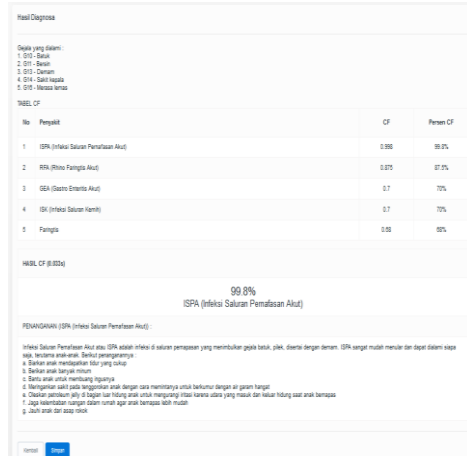 Hasil Diagnosa
Gejala yang dialami :
1. G10 - Batuk
2. G11 - Bersin
3. G13 - Demam
4. G14 - Sakit kepala
5. G16 - Merasa lemas
TABEL CF
No Penyakit CF Persen CF
1 ISPA (Infeksi Saluran Pernafasan Akut) 0.998 99.8%
2 RFA (Rhino Faringtis Akut) 0.875 87.5%
3 GEA (Gastro Enteritis Akut) 0.7 70%
4 ISK (Infeksi Saluran Kemih) 0.7 70%
5 Faringtis 0.68 68%
HASIL CF (0.033s)
99.8%
ISPA (Infeksi Saluran Pernafasan Akut)
PENANGANAN (ISPA (Infeksi Saluran Pernafasan Akut)) :
Infeksi Saluran Pernafasan Akut atau ISPA adalah infeksi di saluran pernapasan yang menimbulkan gejala batuk, pilek, disertai dengan demam. ISPA sangat mudah menular dan dapat dialami siapa
saja, terutama anak-anak. Berikut penanganannya :
a. Biarkan anak mendapatkan tidur yang cukup
b. Berikan anak banyak minum
c. Bantu anak untuk membuang ingusnya
d. Meringankan sakit pada tenggorokan anak dengan cara memintanya untuk berkumur dengan air garam hangat
e. Oleskan petroleum jelly di bagian luar hidung anak untuk mengurangi iritasi karena udara yang masuk dan keluar hidung saat anak bernapas
f. Jaga kelembaban ruangan dalam rumah agar anak bernapas lebih mudah
g. Jauhi anak dari asap rokok
Kembali Simpan